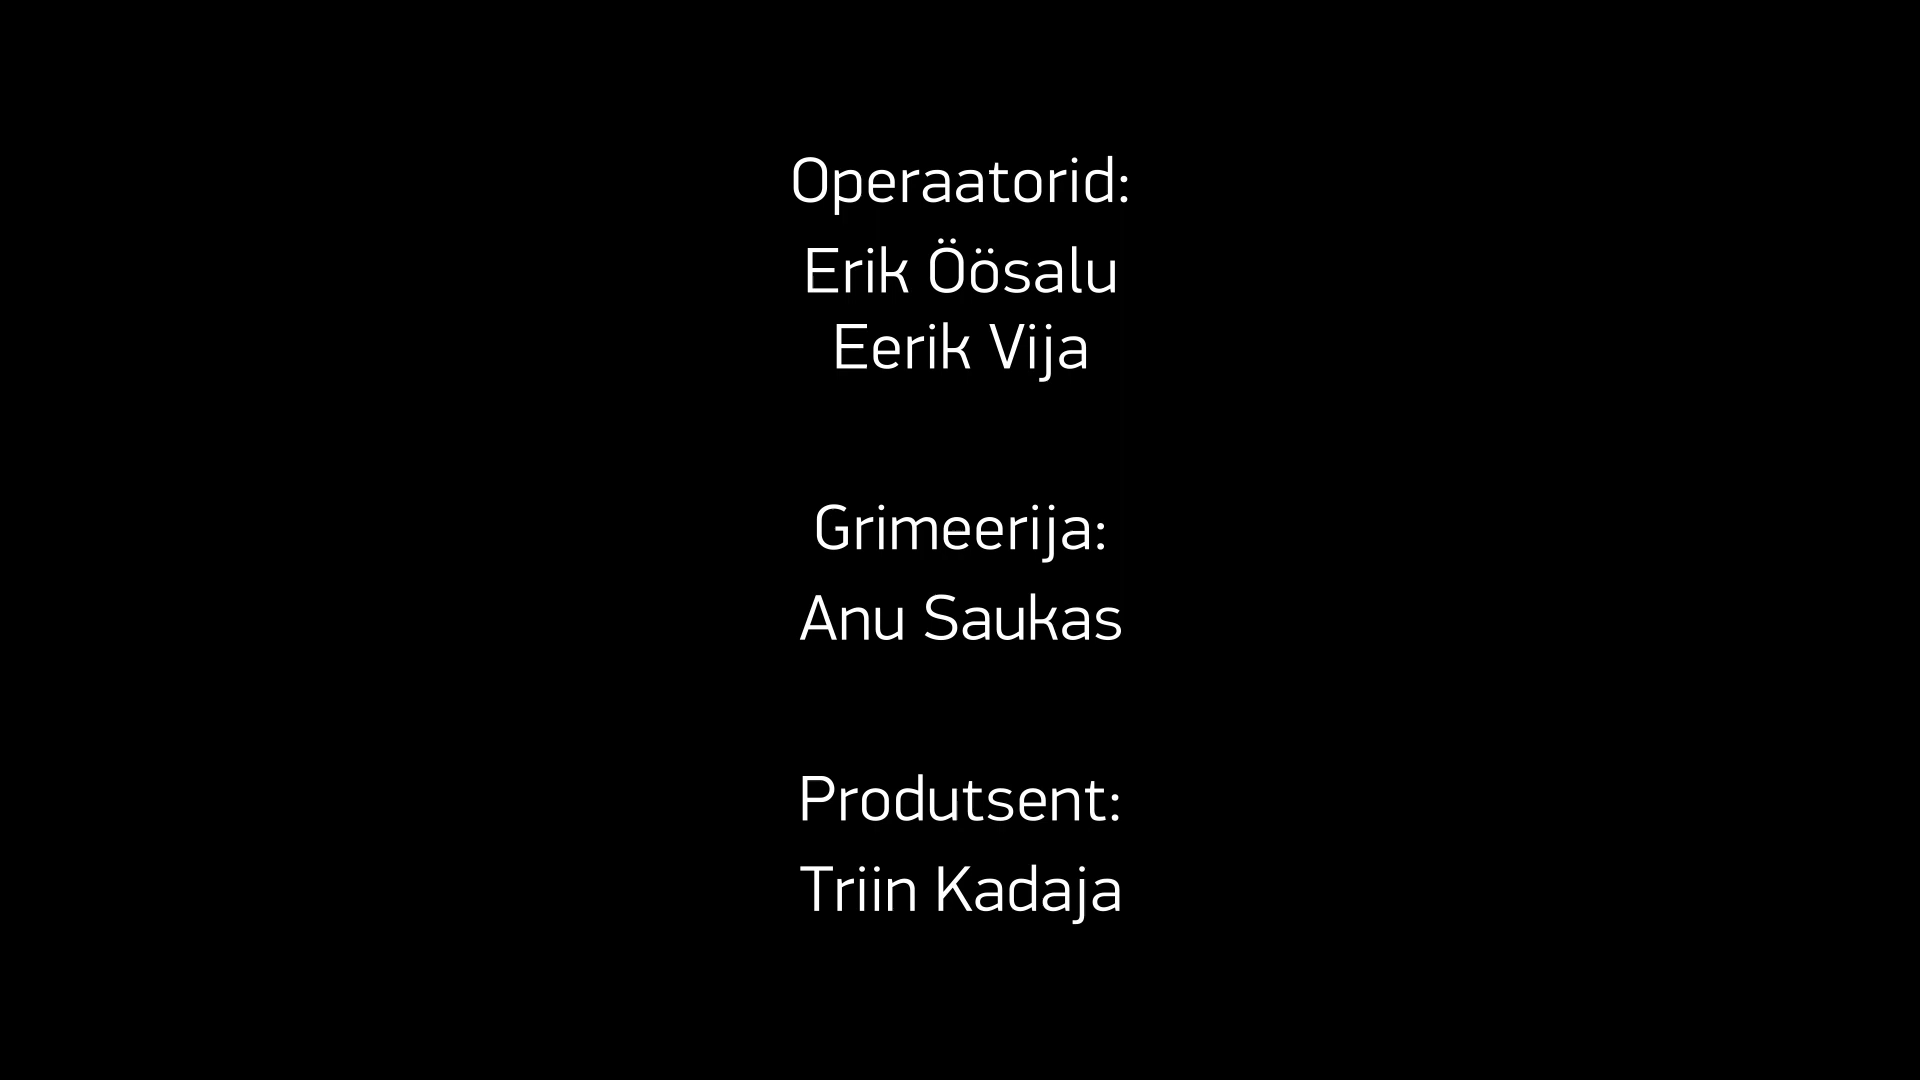 Operaatorid:
Erik Öösalu
Eerik Vija
Grimeerija:
Anu Saukas
Produtsent:
Triin Kadaja